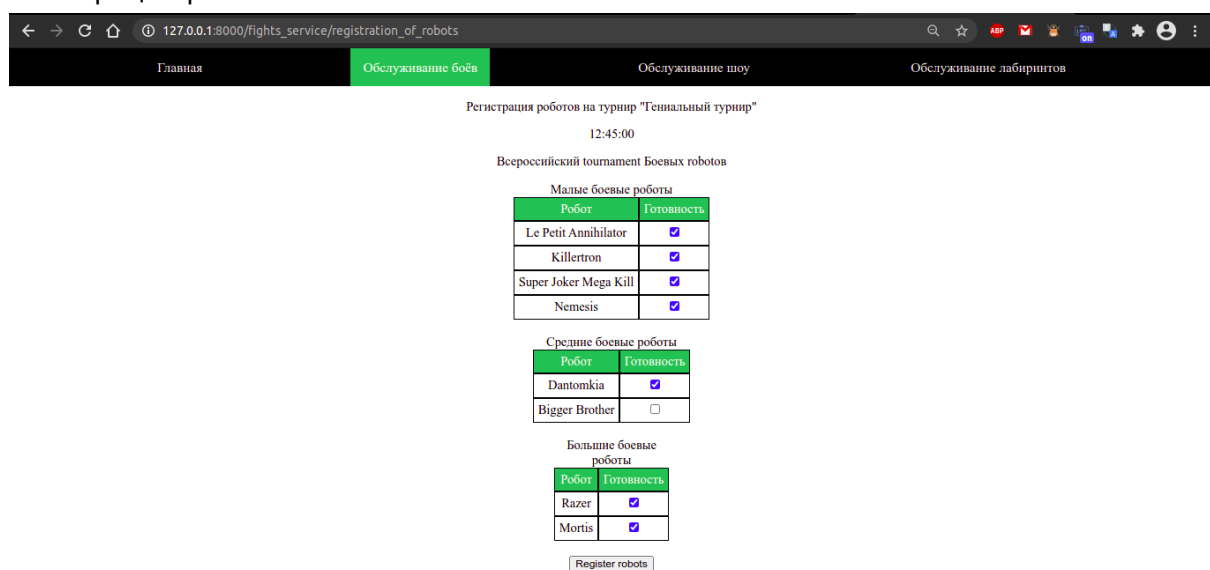 127.0.0.1:8000/fights_service/registration_of_robots
ABP
on
Главная Обслуживание боёв Обслуживание шоу Обслуживание лабиринтов
Регистрация роботов на турнир "Гениальный турнир"
12:45:00
Всероссийский tournament Боевых robotов
Малые боевые роботы
Робот Готовность
Le Petit Annihilator
Killertron
Super Joker Mega Kill
Nemesis
Средние боевые роботы
Робот Готовность
Dantomkia
Bigger Brother
Большие боевые
роботы
Робот Готовность
Razer
Mortis
Register robots